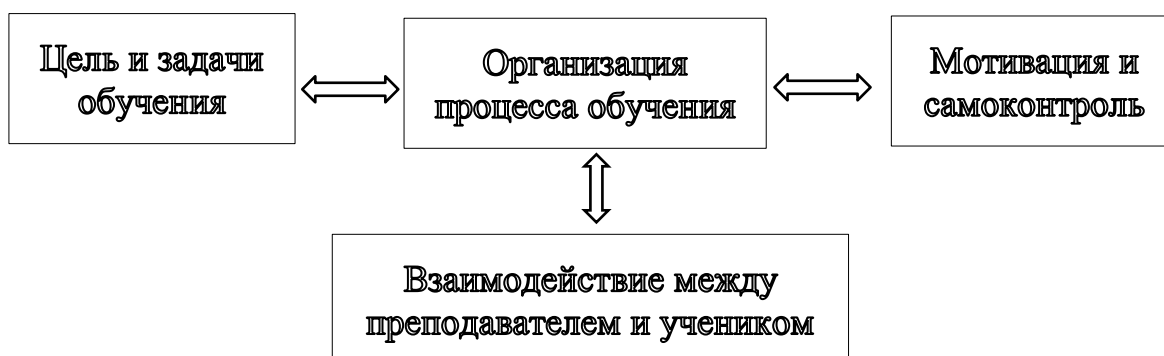 Цель и задачи
обучения
Организация
процесса обучения
Мотивация и
самоконтроль
Взаимодействие между
преподавателем и учеником